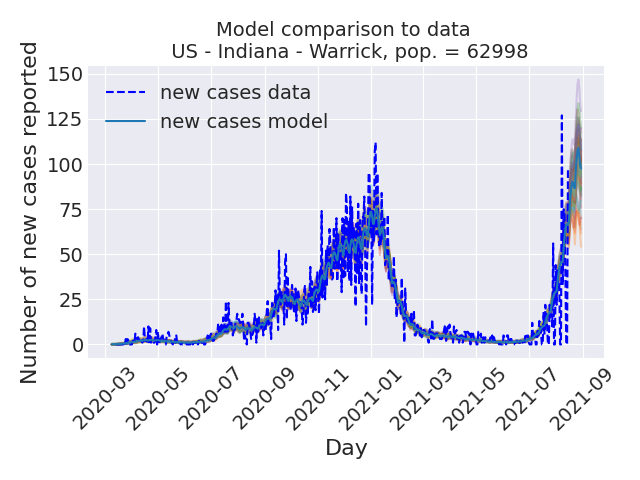 Model comparison to data
US - Indiana - Warrick, pop. = 62998
Number of new cases reported
150
125
100
75
50
25
0
new cases data
new cases model
2020-03
2020-05
2020-07
2020-09
2020-11
2021-01
2021-03
2021-05
2021-07
2021-09
Day